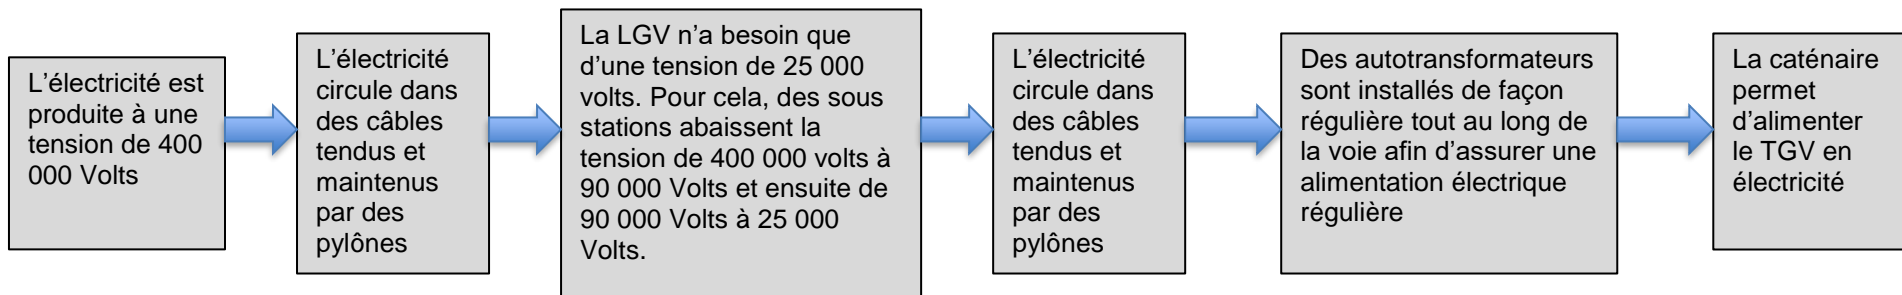 L’électricité est
produite à une
tension de 400
000 Volts
L’électricité
circule dans
des câbles
tendus et
maintenus
par des
pylônes
La LGV n’a besoin que
d’une tension de 25 000
volts. Pour cela, des sous
stations abaissent la
tension de 400 000 volts à
90 000 Volts et ensuite de
90 000 Volts à 25 000
Volts.
L’électricité
circule dans
des câbles
tendus et
maintenus
par des
pylônes
Des autotransformateurs
sont installés de façon
régulière tout au long de
la voie afin d’assurer une
alimentation électrique
régulière
La caténaire
permet
d’alimenter
le TGV en
électricité